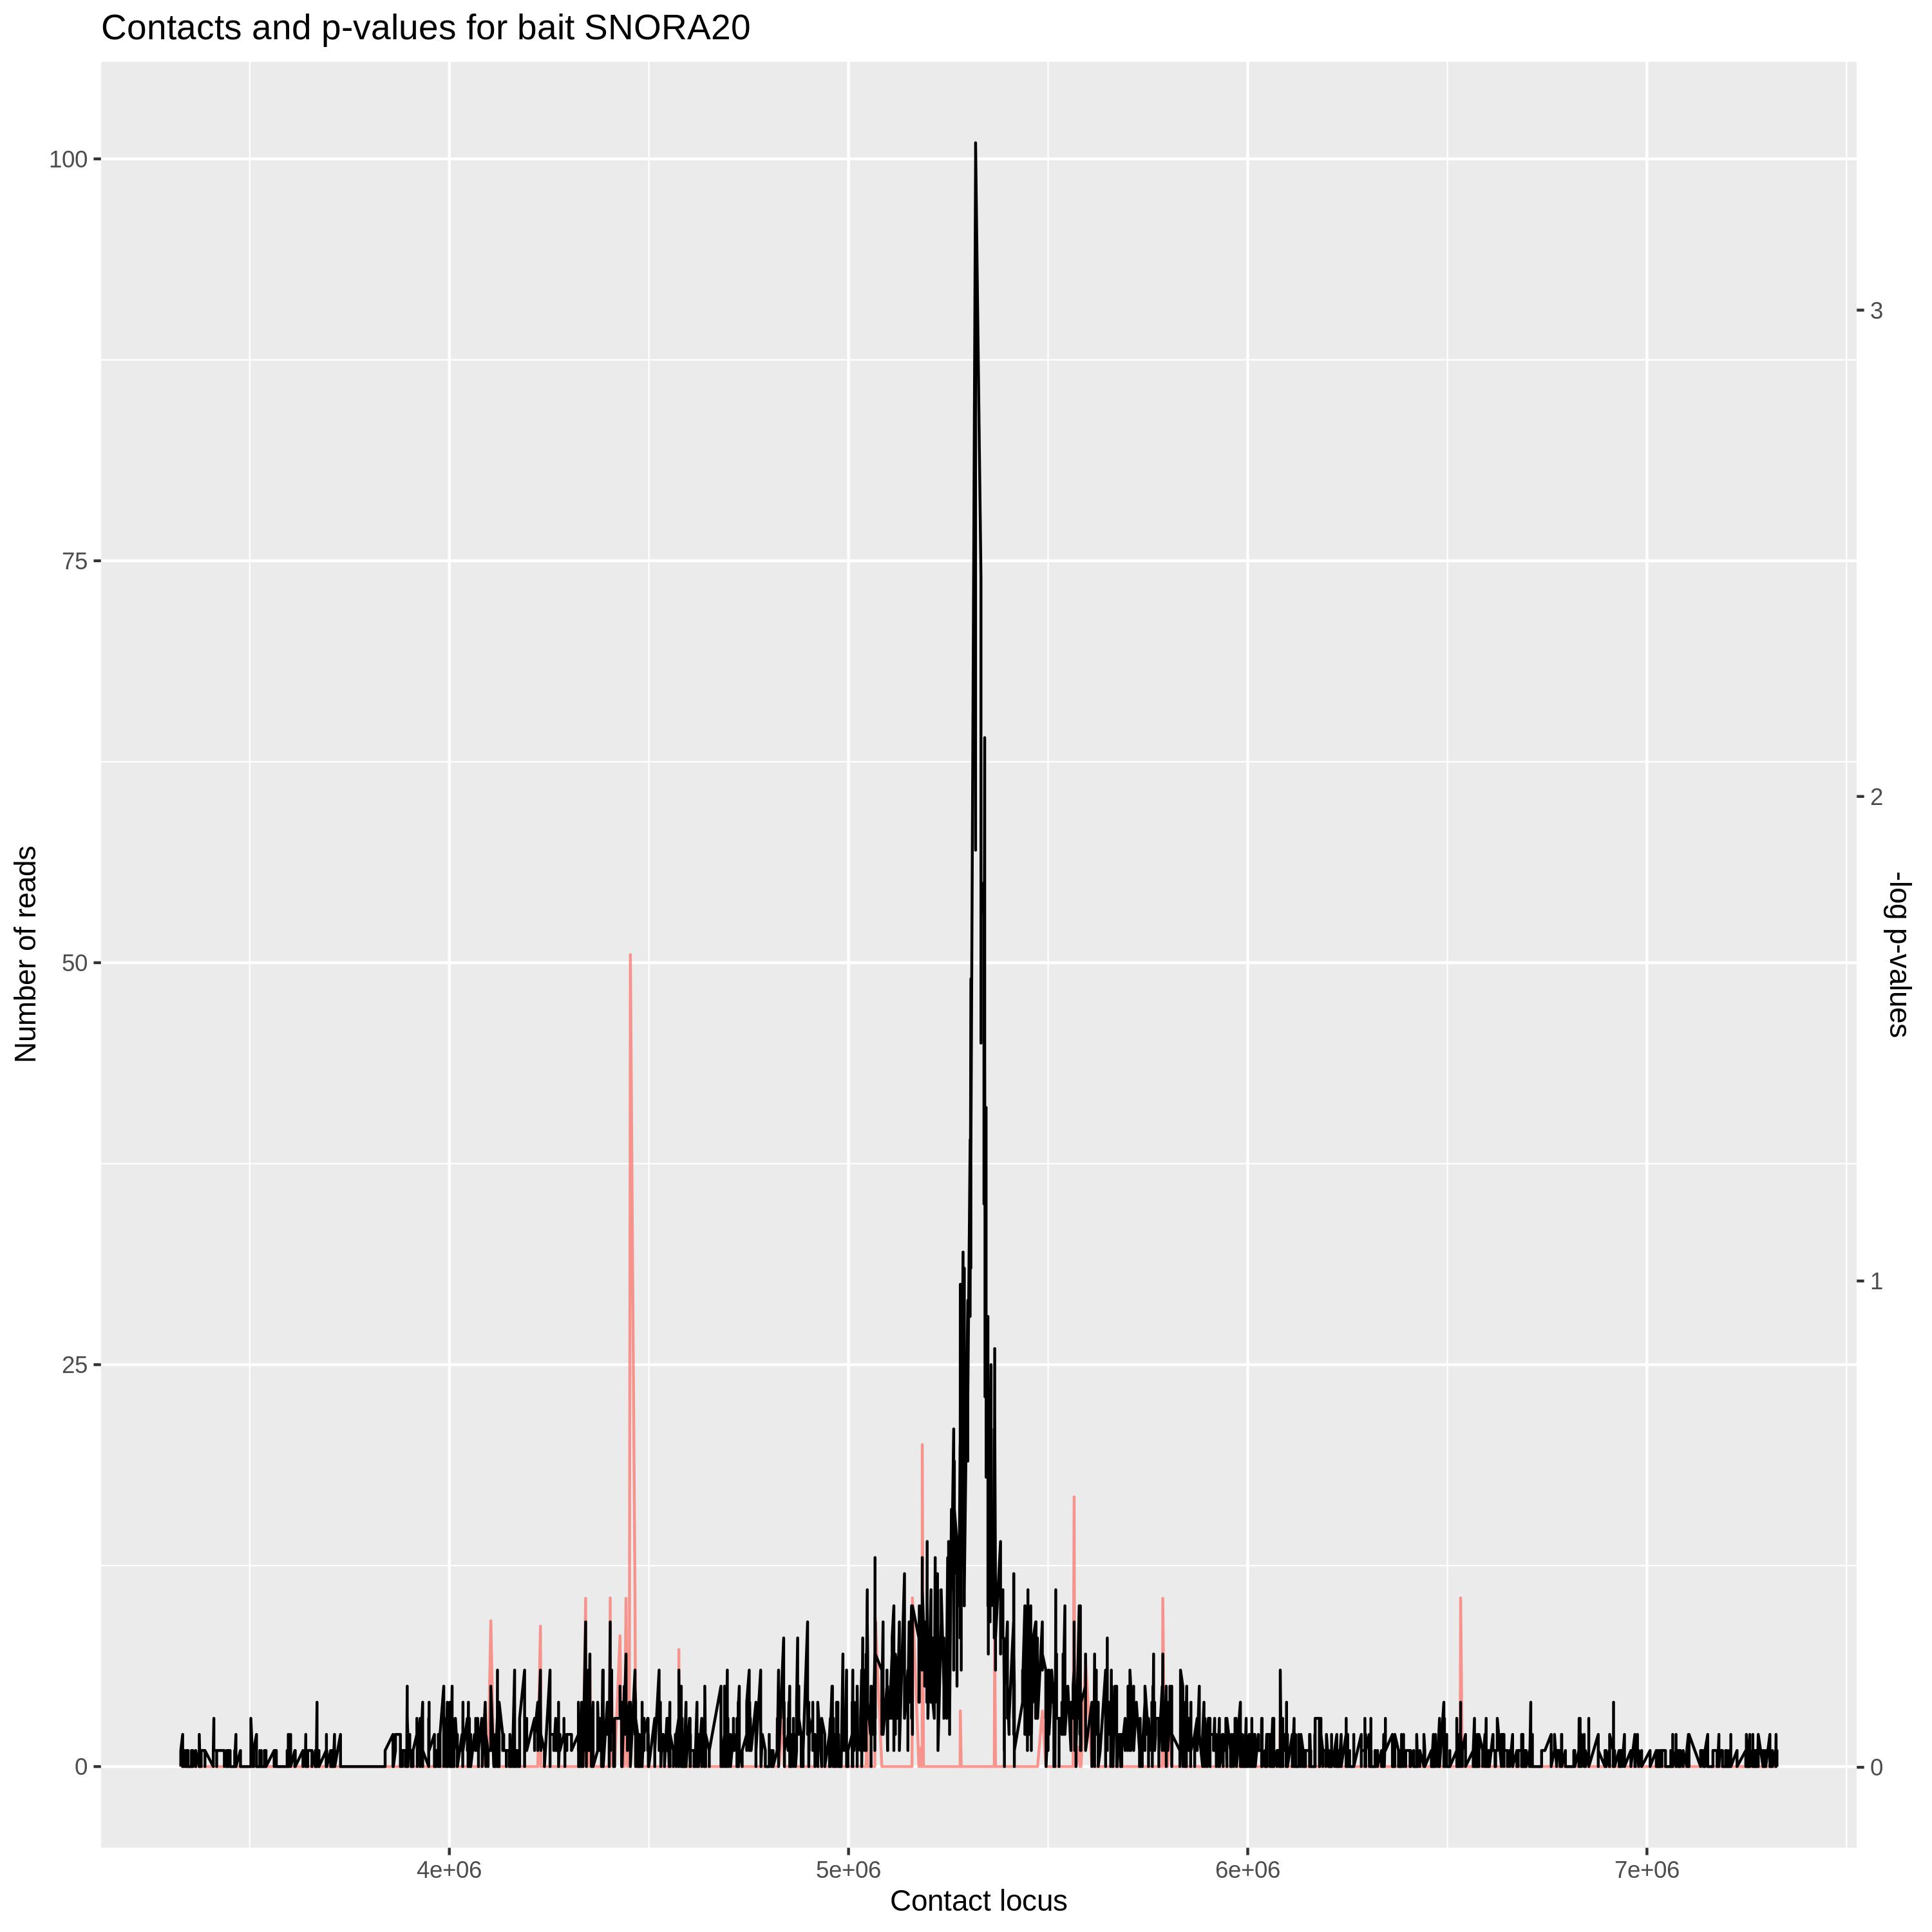 Contacts and p-values for bait SNORA20
100
75
50
25
0
Number of reads
3
2
1
0
-log p-values
4e+06
5e+06
6e+06
7e+06
Contact locus